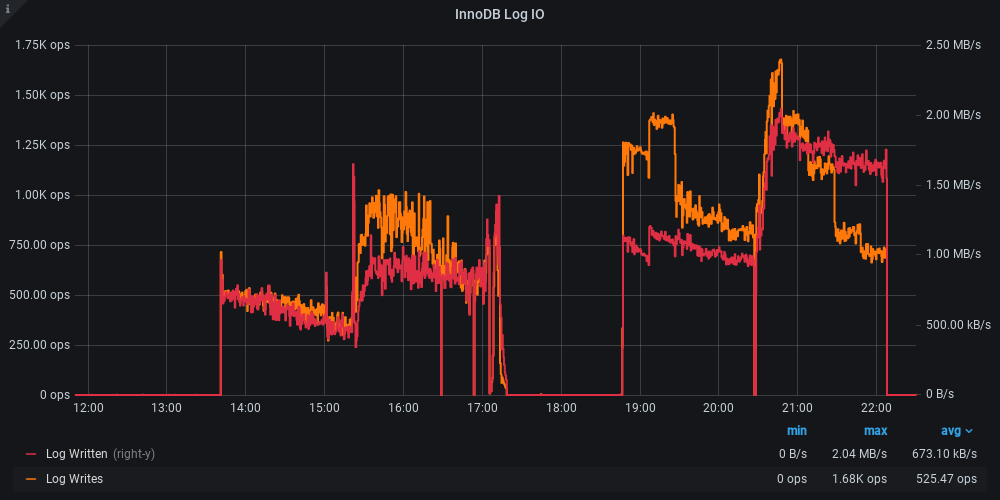 i
InnoDB Log IO
1.75K ops
1.50K ops
1.25K ops
1.00K ops
750.00 ops
500.00 ops
250.00 ops
0 ops
2.50 MB/s
2.00 MB/s
1.50 MB/s
1.00 MB/s
500.00 kB/s
0 B/s
12:00 13:00 14:00 15:00 16:00 17:00 18:00 19:00 20:00 21:00 22:00
min max avg
Log Written (right-y) 0 B/s 2.04 MB/s 673.10 kB/s
Log Writes 0 ops 1.68K ops 525.47 ops